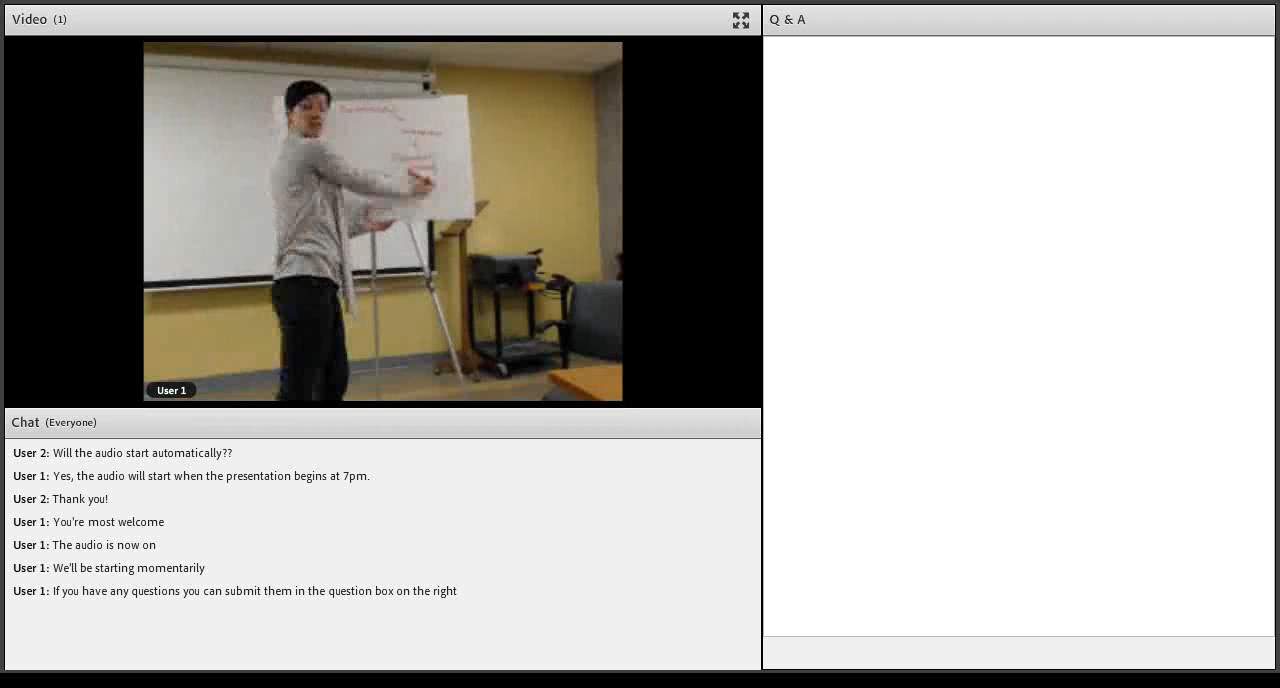 Video (1)
Q & A
User 1
Chat (Everyone)
User 2: Will the audio start automatically??
User 1: Yes, the audio will start when the presentation begins at 7pm.
User 2: Thank you!
User 1: You're most welcome
User 1: The audio is now on
User 1: We'll be starting momentarily
User 1: If you have any questions you can submit them in the question box on the right